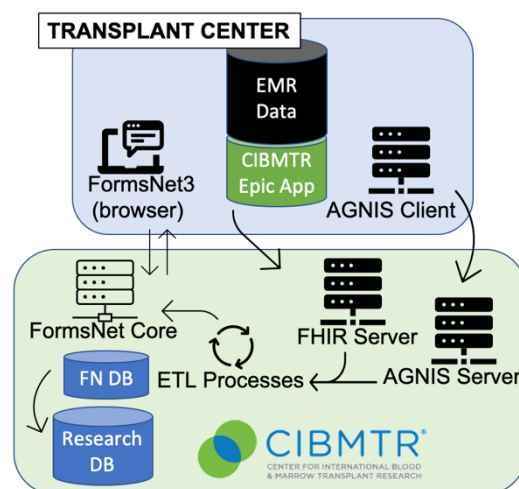 TRANSPLANT CENTER
EMR
Data
CIBMTR
Epic App
FormsNet3
(browser)
AGNIS Client
FormsNet Core
FHIR Server
AGNIS Server
FN DB
ETL Processes
Research
DB
CIBMTR®
CENTER FOR INTERNATIONAL BLOOD
& MARROW TRANSPLANT RESEARCH